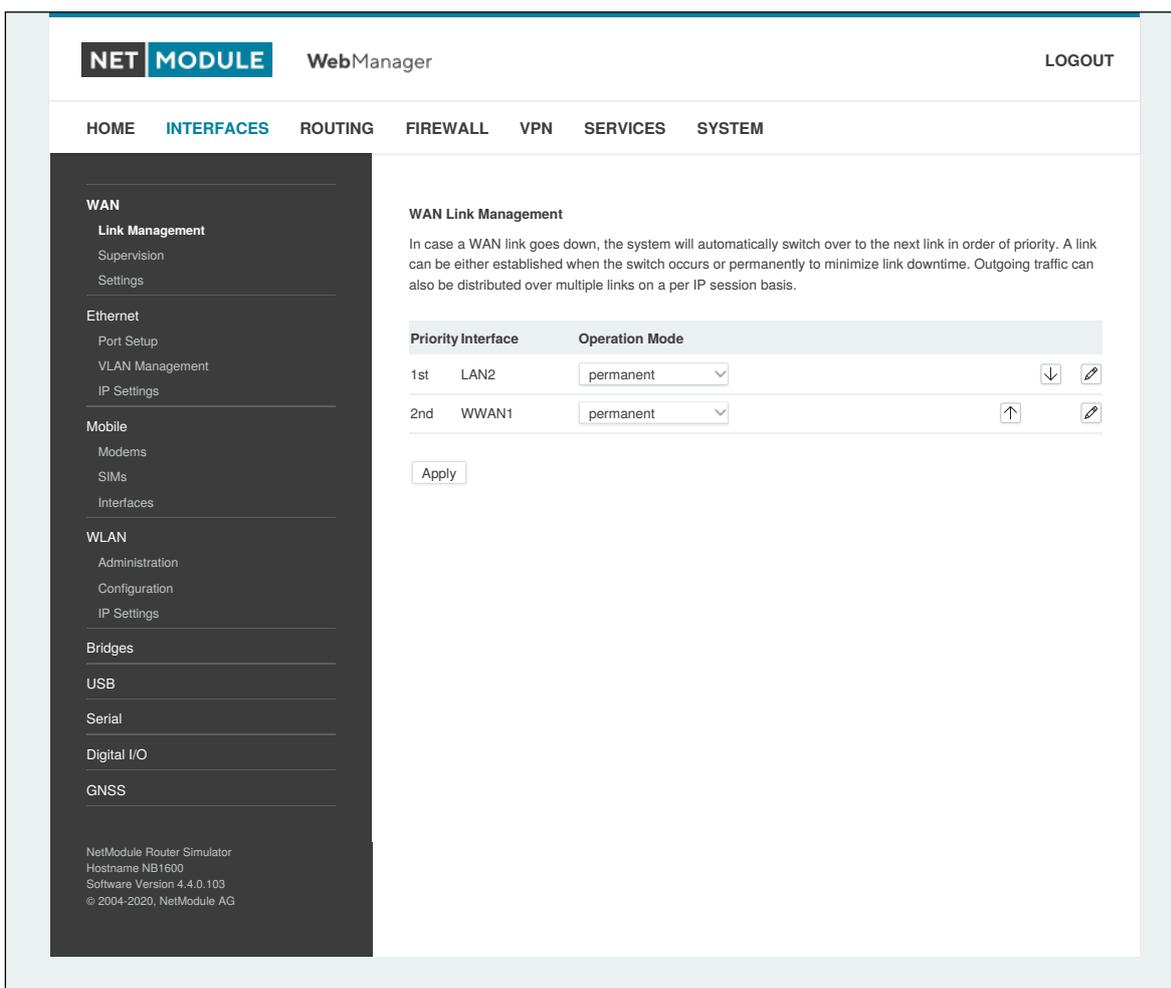 NET MODULE WebManager LOGOUT
HOME INTERFACES ROUTING FIREWALL VPN SERVICES SYSTEM
WAN
Link Management
Supervision
Settings
Ethernet
Port Setup
VLAN Management
IP Settings
Mobile
Modems
SIMs
Interfaces
WLAN
Administration
Configuration
IP Settings
Bridges
USB
Serial
Digital I/O
GNSS
NetModule Router Simulator
Hostname NB1600
Software Version 4.4.0.103
© 2004-2020, NetModule AG
WAN Link Management
In case a WAN link goes down, the system will automatically switch over to the next link in order of priority. A link
can be either established when the switch occurs or permanently to minimize link downtime. Outgoing traffic can
also be distributed over multiple links on a per IP session basis.
Priority Interface Operation Mode
1st LAN2 permanent
2nd WWAN1 permanent
Apply